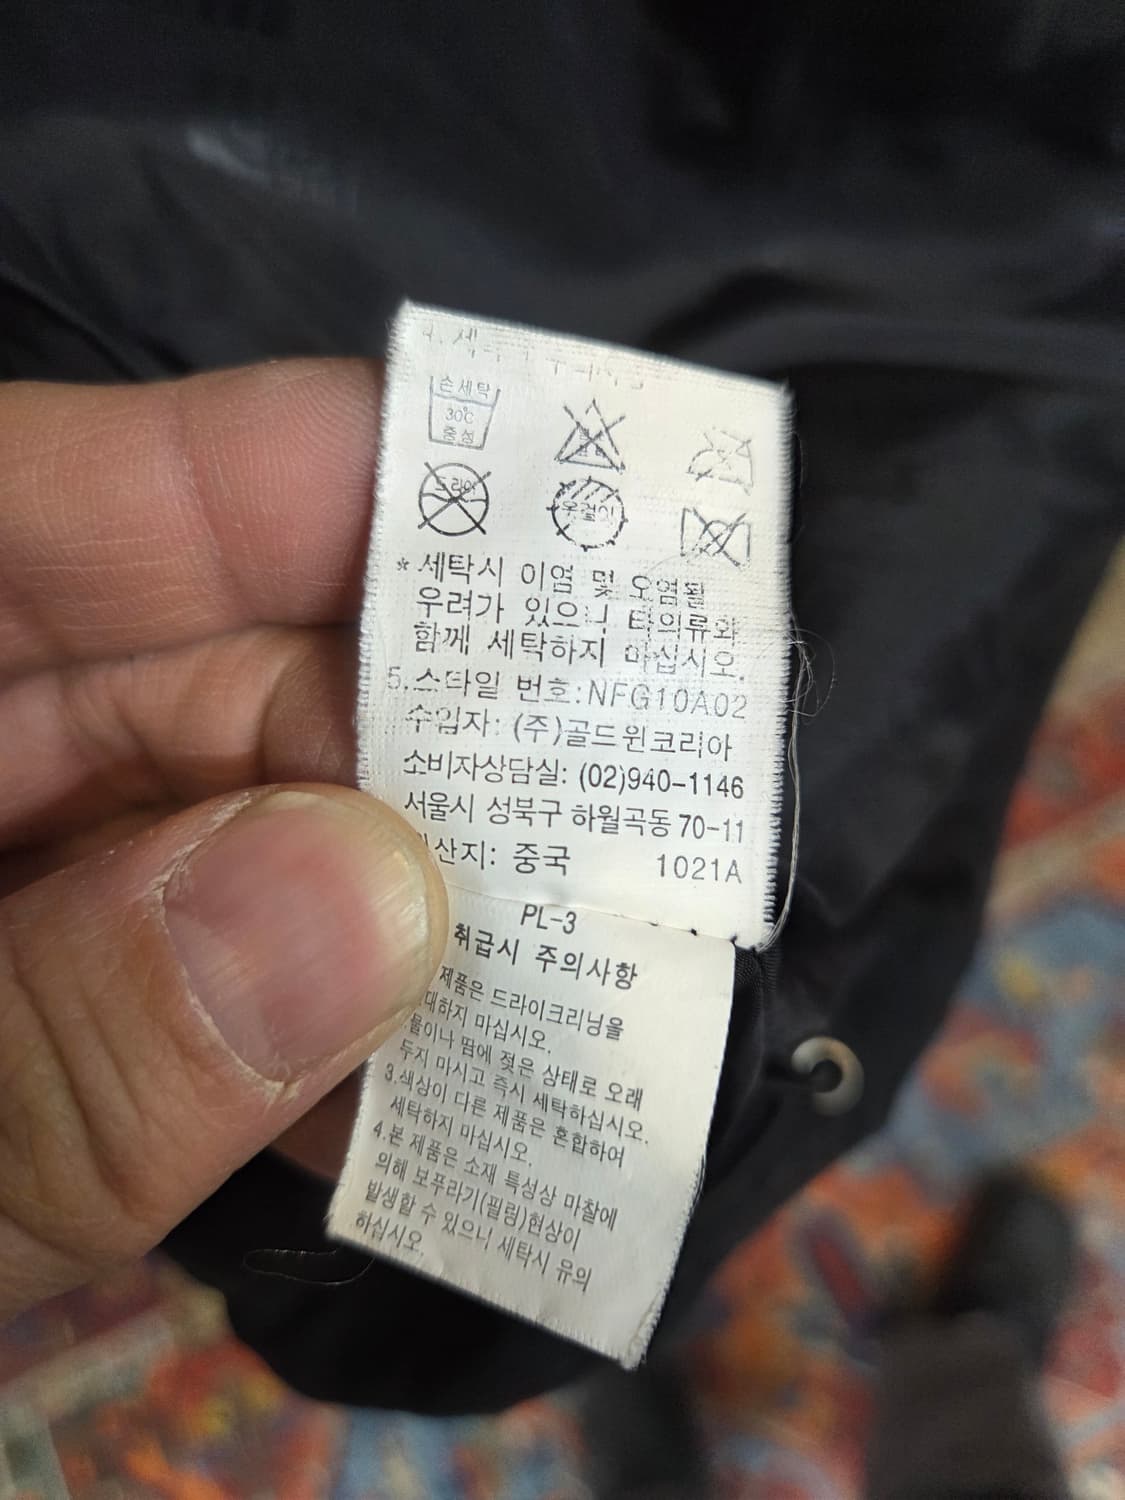 손세탁
30℃
중성
드라이
옷걸이
* 세탁시 이염 및 오염될
우려가 있으니 타의류와
함께 세탁하지 마십시오.
5.스타일 번호:NFG10A02
수입자: (주)골드윈코리아
소비자상담실: (02)940-1146
서울시 성북구 하월곡동 70-11
산지: 중국 1021A
PL-3
취급시 주의사항
제품은 드라이크리닝을
대하지 마십시오.
물이나 땀에 젖은 상태로 오래
두지 마시고 즉시 세탁하십시오.
3.색상이 다른 제품은 혼합하여
세탁하지 마십시오.
4.본 제품은 소재 특성상 마찰에
의해 보푸라기(필링)현상이
발생할 수 있으니 세탁시 유의
하십시오.